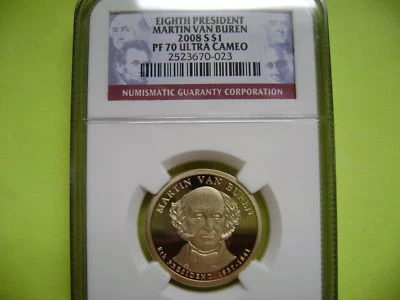 EIGHTH PRESIDENT
MARTIN VAN BUREN
2008 S $1
PF 70 ULTRA CAMEO
2523670-023
NUMISMATIC GUARANTY CORPORATION
MARTIN VAN BUREN
8th PRESIDENT 1837-1841